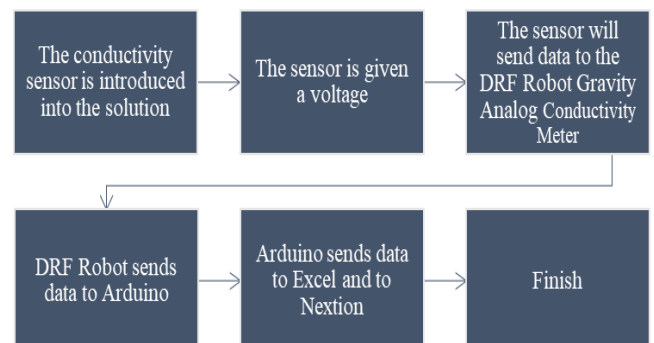 The conductivity
sensor is introduced
into the solution
The sensor is given
a voltage
The sensor will
send data to the
DRF Robot Gravity
Analog Conductivity
Meter
DRF Robot sends
data to Arduino
Arduino sends data
to Excel and to
Nextion
Finish